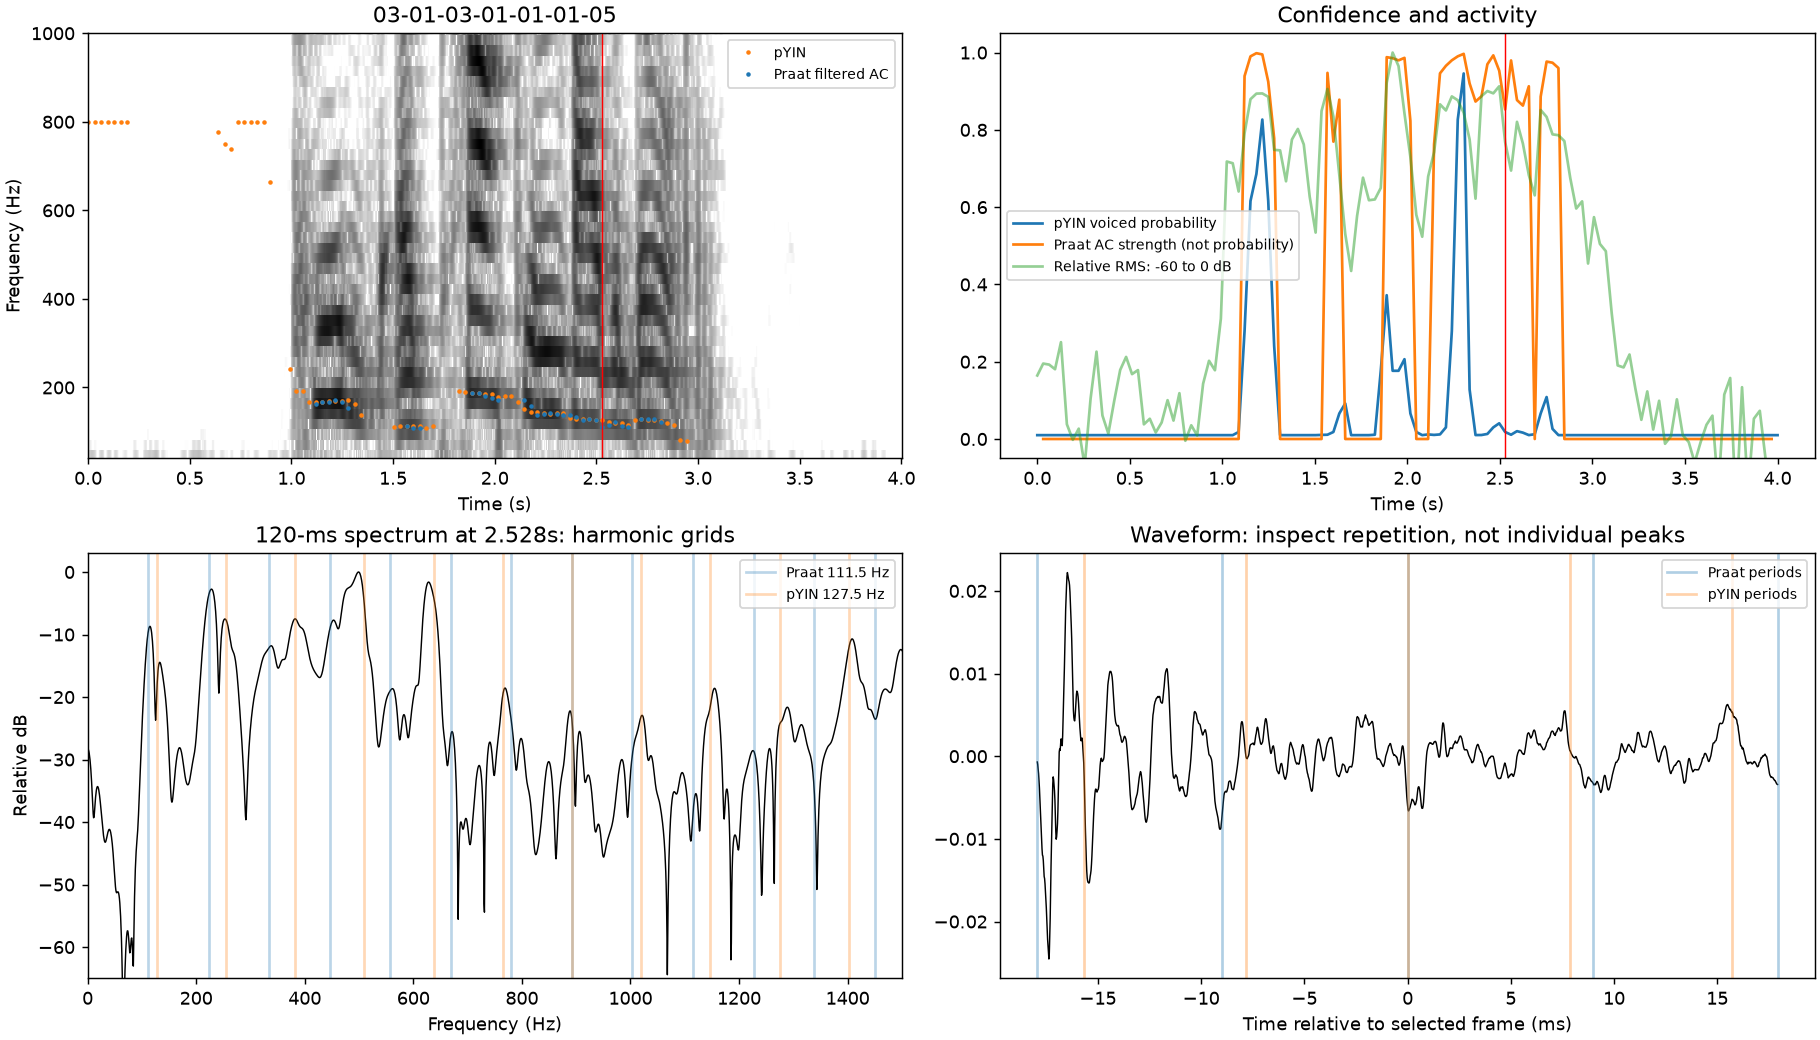 03-01-03-01-01-01-05
1000
800
600
400
200
Frequency (Hz)
pYIN
Praat filtered AC
0.0 0.5 1.0 1.5 2.0 2.5 3.0 3.5 4.0
Time (s)
Confidence and activity
1.0
0.8
0.6
0.4
0.2
0.0
pYIN voiced probability
Praat AC strength (not probability)
Relative RMS: -60 to 0 dB
0.0 0.5 1.0 1.5 2.0 2.5 3.0 3.5 4.0
Time (s)
120-ms spectrum at 2.528s: harmonic grids
0
−10
−20
−30
−40
−50
−60
Relative dB
Praat 111.5 Hz
pYIN 127.5 Hz
0 200 400 600 800 1000 1200 1400
Frequency (Hz)
Waveform: inspect repetition, not individual peaks
0.02
0.01
0.00
−0.01
−0.02
Praat periods
pYIN periods
−15 −10 −5 0 5 10 15
Time relative to selected frame (ms)